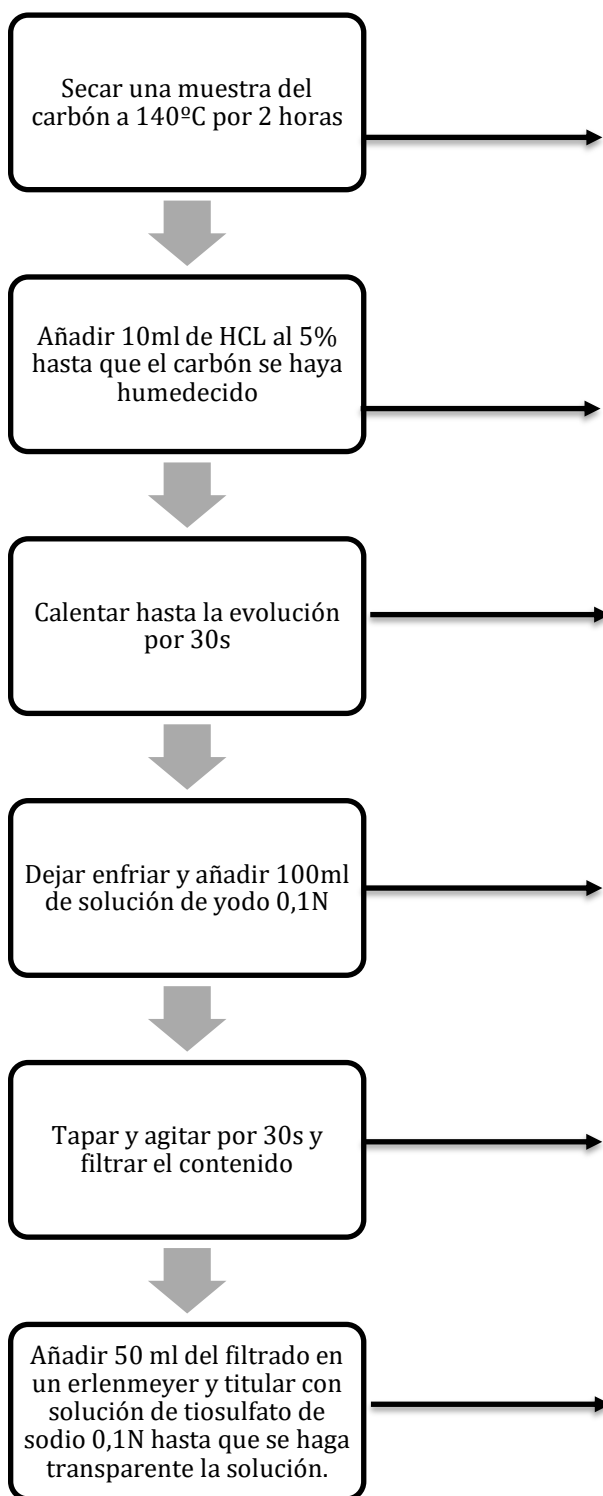 Secar una muestra del
carbón a 140ºC por 2 horas
Añadir 10ml de HCL al 5%
hasta que el carbón se haya
humedecido
Calentar hasta la evolución
por 30s
Dejar enfriar y añadir 100ml
de solución de yodo 0,1N
Tapar y agitar por 30s y
filtrar el contenido
Añadir 50 ml del filtrado en
un erlenmeyer y titular con
solución de tiosulfato de
sodio 0,1N hasta que se haga
transparente la solución.